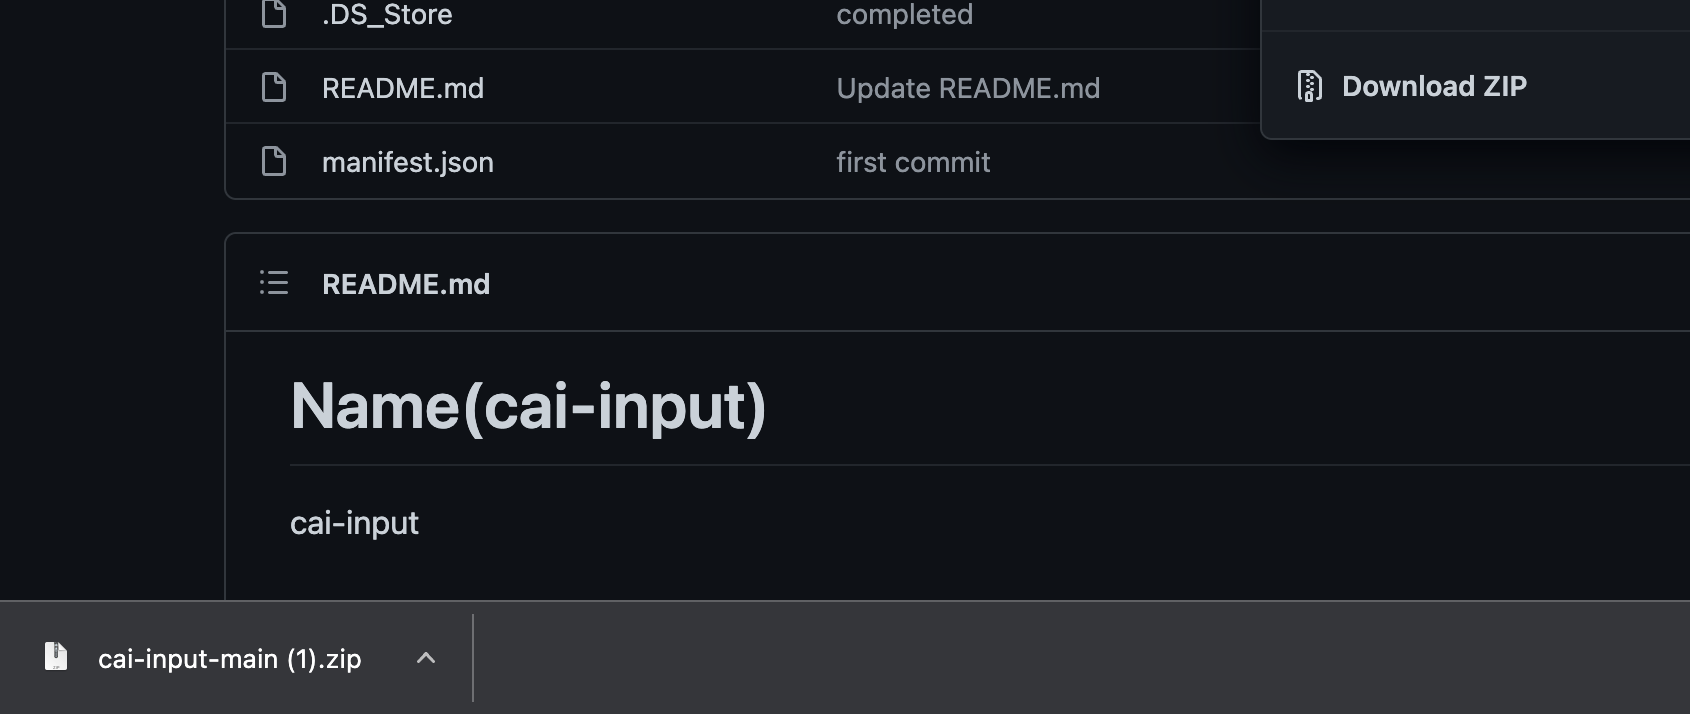 .DS_Store completed
README.md Update README.md
Download ZIP
manifest.json first commit
README.md
Name(cai-input)
cai-input
cai-input-main (1).zip